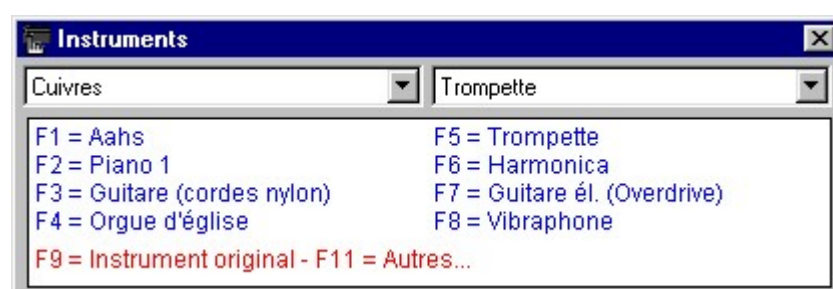 Instruments
Cuivres Trompette
F1 = Aahs F5 = Trompette
F2 = Piano 1 F6 = Harmonica
F3 = Guitare (cordes nylon) F7 = Guitare él. (Overdrive)
F4 = Orgue d'église F8 = Vibraphone
F9 = Instrument original - F11 = Autres...